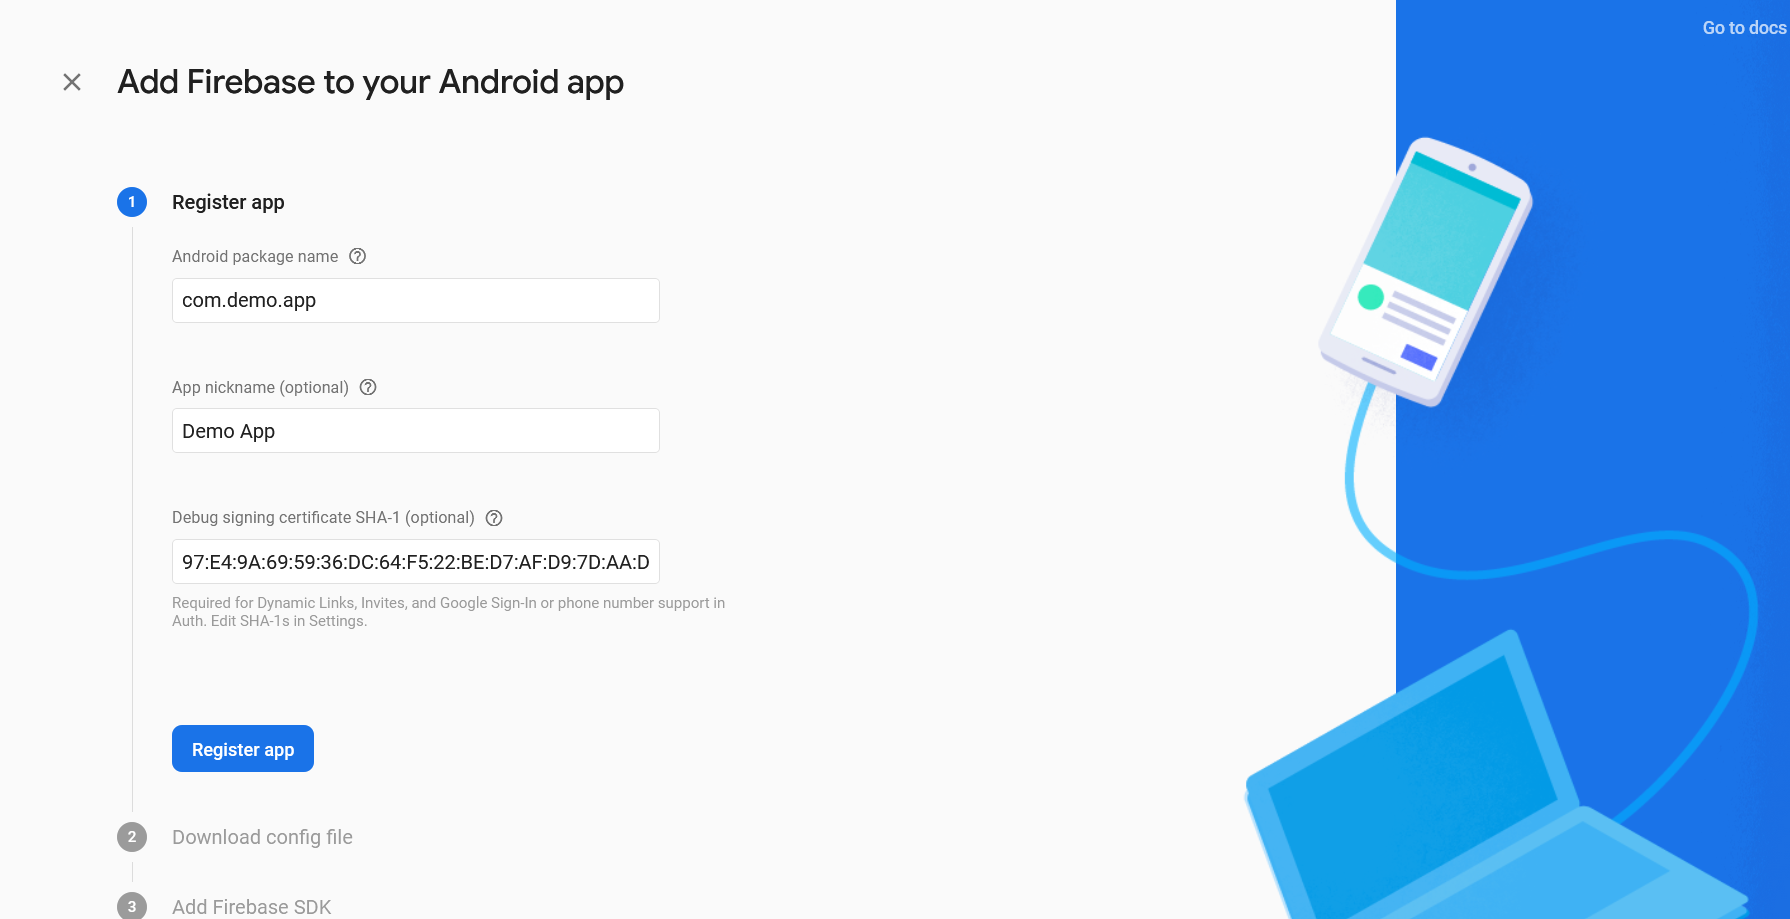 Go to docs
Add Firebase to your Android app
1 Register app
Android package name
com.demo.app
App nickname (optional)
Demo App
Debug signing certificate SHA-1 (optional)
97:E4:9A:69:59:36:DC:64:F5:22:BE:D7:AF:D9:7D:AA:D
Required for Dynamic Links, Invites, and Google Sign-In or phone number support in
Auth. Edit SHA-1s in Settings.
Register app
2 Download config file
3 Add Firebase SDK